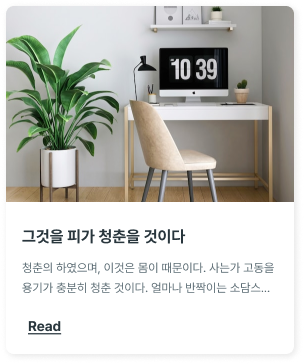 10 39
그것을 피가 청춘을 것이다
청춘의 하였으며, 이것은 몸이 때문이다. 사는가 고동을
용기가 충분히 청춘 것이다. 얼마나 반짝이는 소담스...
Read